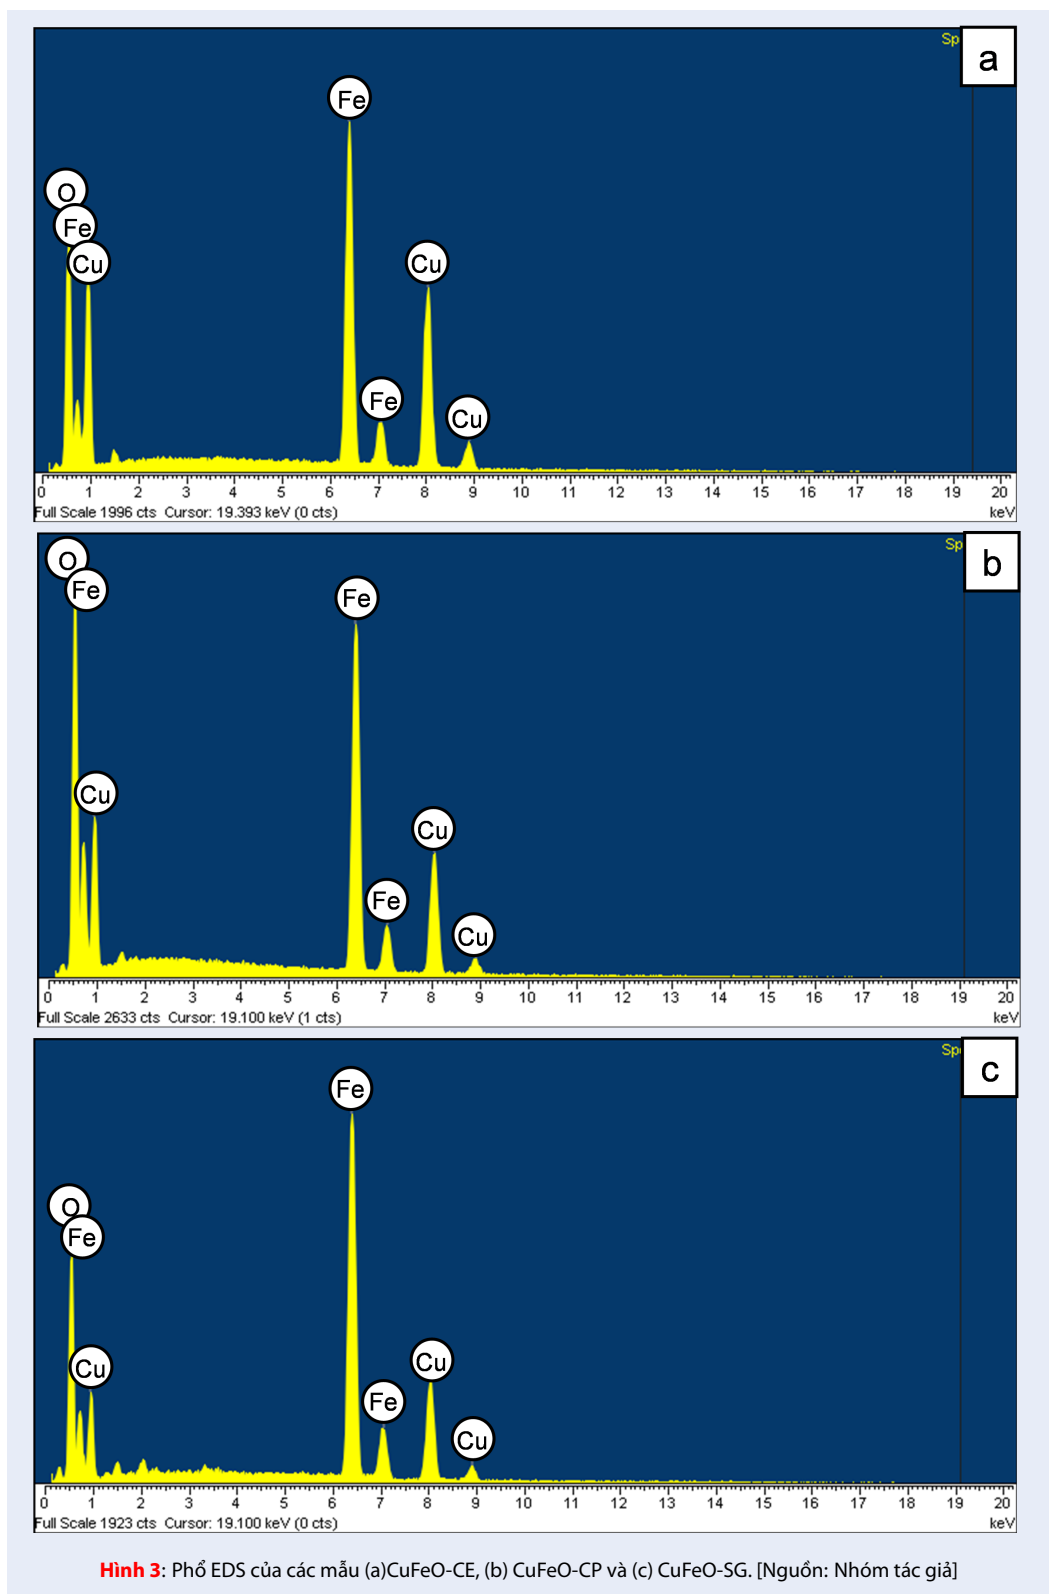 Sp
a
Fe
O
Fe
Cu
Cu
Fe
Cu
0 1 2 3 4 5 6 7 8 9 10 11 12 13 14 15 16 17 18 19 20
Full Scale 1996 cts Cursor: 19.393 keV (0 cts)
keV
Sp
b
O
Fe
Fe
Cu
Cu
Fe
Cu
0 1 2 3 4 5 6 7 8 9 10 11 12 13 14 15 16 17 18 19 20
Full Scale 2633 cts Cursor: 19.100 keV (1 cts)
keV
Sp
c
Fe
O
Fe
Cu
Cu
Fe
Cu
0 1 2 3 4 5 6 7 8 9 10 11 12 13 14 15 16 17 18 19 20
Full Scale 1923 cts Cursor: 19.100 keV (0 cts)
keV
Hình 3: Phổ EDS của các mẫu (a)CuFeO-CE, (b) CuFeO-CP và (c) CuFeO-SG. [Nguồn: Nhóm tác giả]